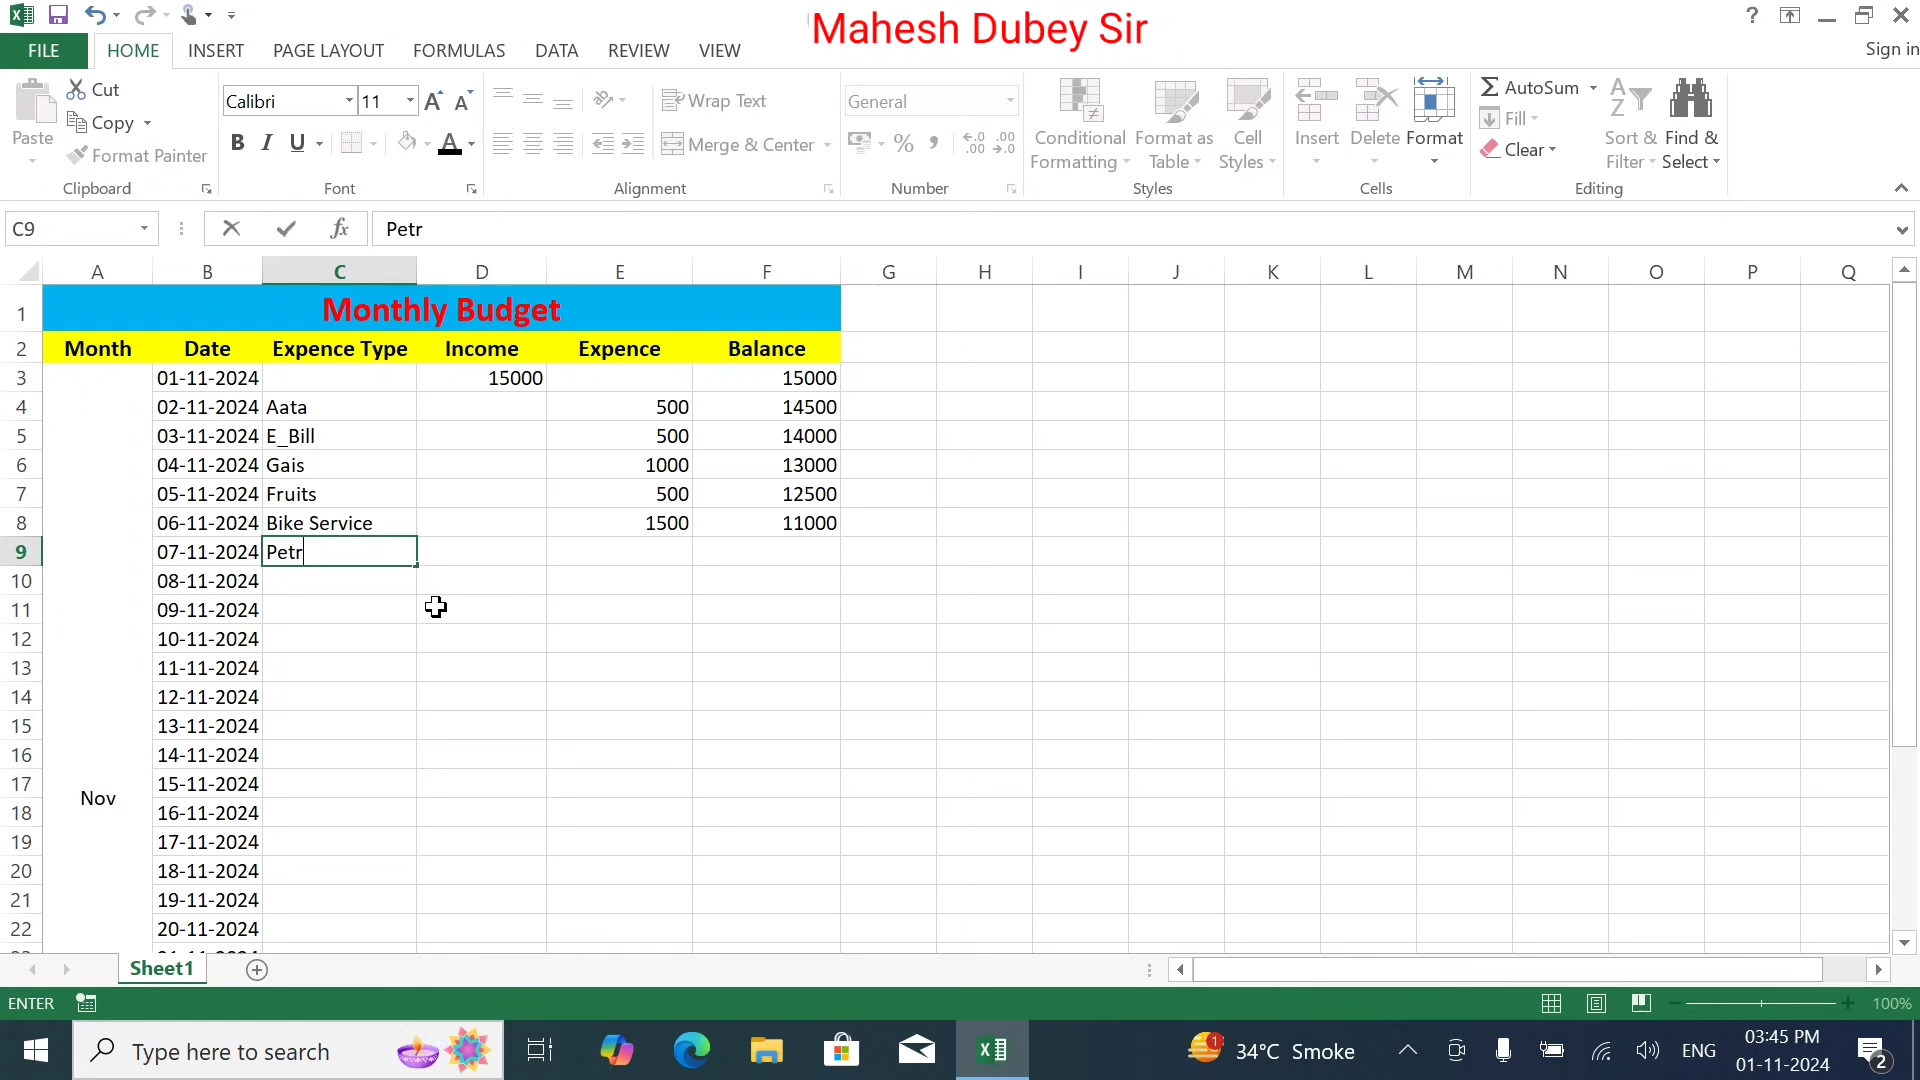 Mahesh Dubey Sir
Sign in
FILE HOME INSERT PAGE LAYOUT FORMULAS DATA REVIEW VIEW
Paste
Cut
Copy
Format Painter
Clipboard
Calibri 11
B I U A
Font
Wrap Text
Merge & Center
Alignment
General
%
Number
Conditional Formatting
Format as Table
Cell Styles
Styles
Insert
Delete
Format
Cells
AutoSum
Fill
Clear
Sort & Filter
Find & Select
Editing
C9 fx Petr
A B C D E F G H I J K L M N O P Q
1 Monthly Budget
2 Month Date Expence Type Income Expence Balance
3 01-11-2024 15000 15000
4 02-11-2024 Aata 500 14500
5 03-11-2024 E_Bill 500 14000
6 04-11-2024 Gais 1000 13000
7 05-11-2024 Fruits 500 12500
8 06-11-2024 Bike Service 1500 11000
9 07-11-2024 Petr
10 08-11-2024
11 09-11-2024
12 10-11-2024
13 11-11-2024
14 12-11-2024
15 13-11-2024
16 14-11-2024
17 15-11-2024
Nov
18 16-11-2024
19 17-11-2024
20 18-11-2024
21 19-11-2024
22 20-11-2024
Sheet1
ENTER
100%
Type here to search
34°C Smoke
ENG
03:45 PM
01-11-2024
2